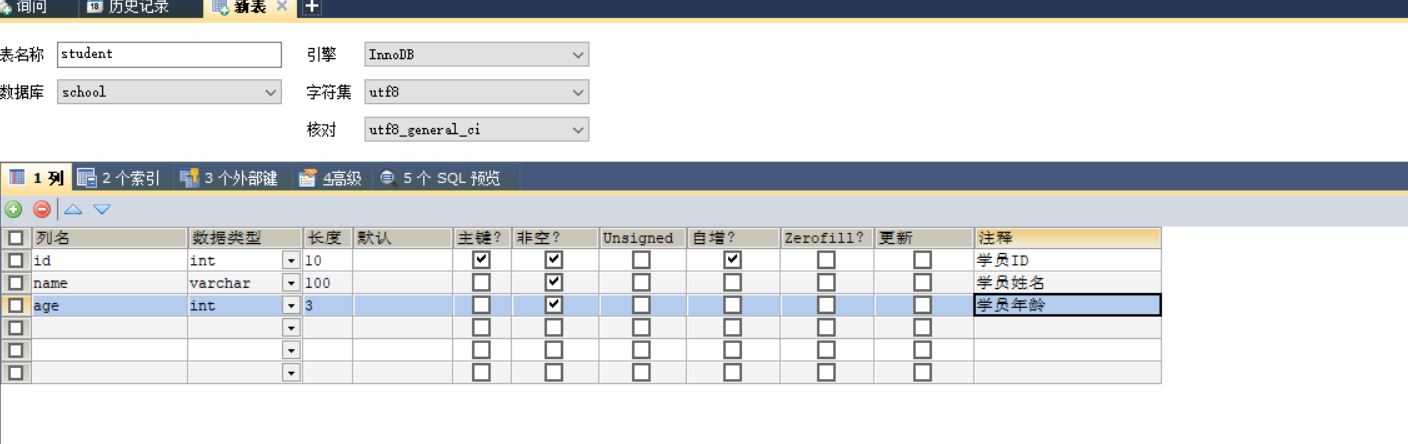 询问 历史记录 新表
表名称 student 引擎 InnoDB
数据库 school 字符集 utf8
核对 utf8_general_ci
1 列 2 个索引 3 个外部键 4高级 5 个 SQL 预览
列名 数据类型 长度 默认 主键? 非空? Unsigned 自增? Zerofill? 更新 注释
id int 10 学员ID
name varchar 100 学员姓名
age int 3 学员年龄